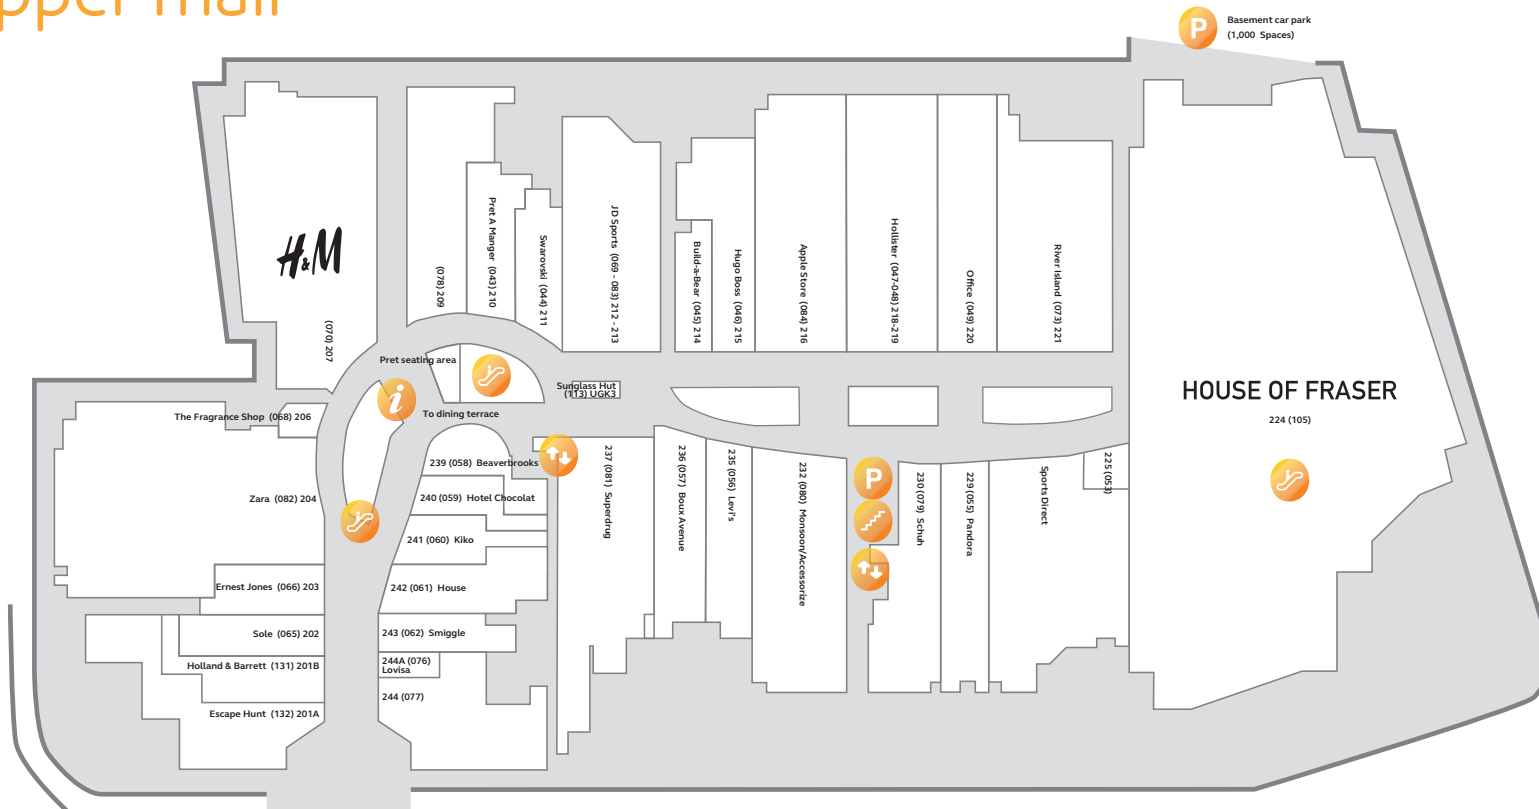 pper mall
P
Basement car park
(1,000 Spaces)
H&M
(070) 207
(078) 209
Pret A Manger (043) 210
Swarovski (044) 211
JD Sports (069 - 083) 212 - 213
Build-a-Bear (045) 214
Hugo Boss (046) 215
Apple Store (084) 216
Hollister (047-048) 218-219
Office (049) 220
River Island (073) 221
HOUSE OF FRASER
224 (105)
Pret seating area
i
To dining terrace
Sunglass Hut
(113) UGK3
The Fragrance Shop (068) 206
Zara (082) 204
Ernest Jones (066) 203
Sole (065) 202
Holland & Barrett (131) 201B
Escape Hunt (132) 201A
239 (058) Beaverbrooks
240 (059) Hotel Chocolat
241 (060) Kiko
242 (061) House
243 (062) Smiggle
244A (076)
Lovisa
244 (077)
237 (081) Superdrug
236 (057) Boux Avenue
235 (056) Levi's
232 (080) Monsoon/Accessorize
P
230 (079) Schuh
229 (055) Pandora
Sports Direct
225 (053)